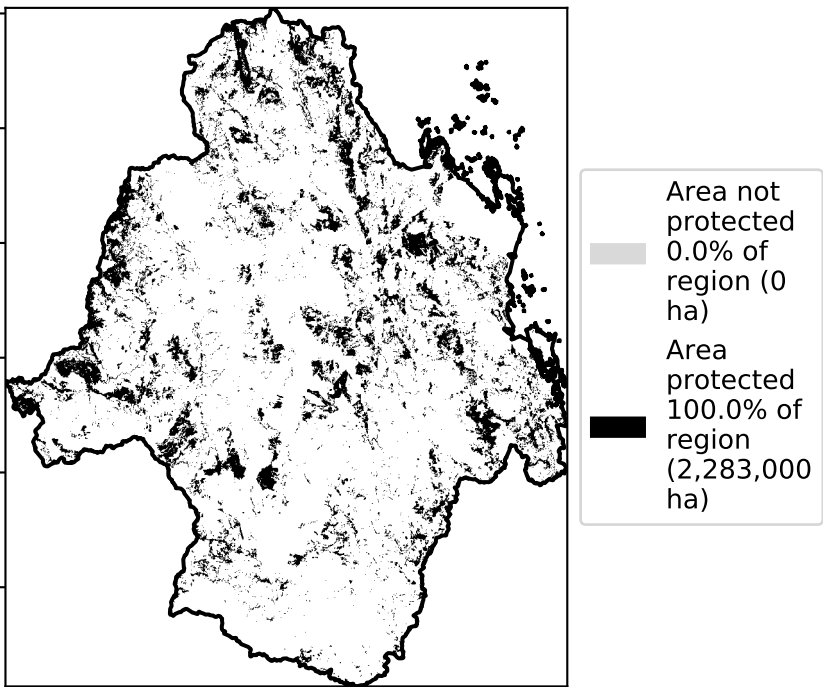 Area not
protected
0.0% of
region (0
ha)
Area
protected
100.0% of
region
(2,283,000
ha)